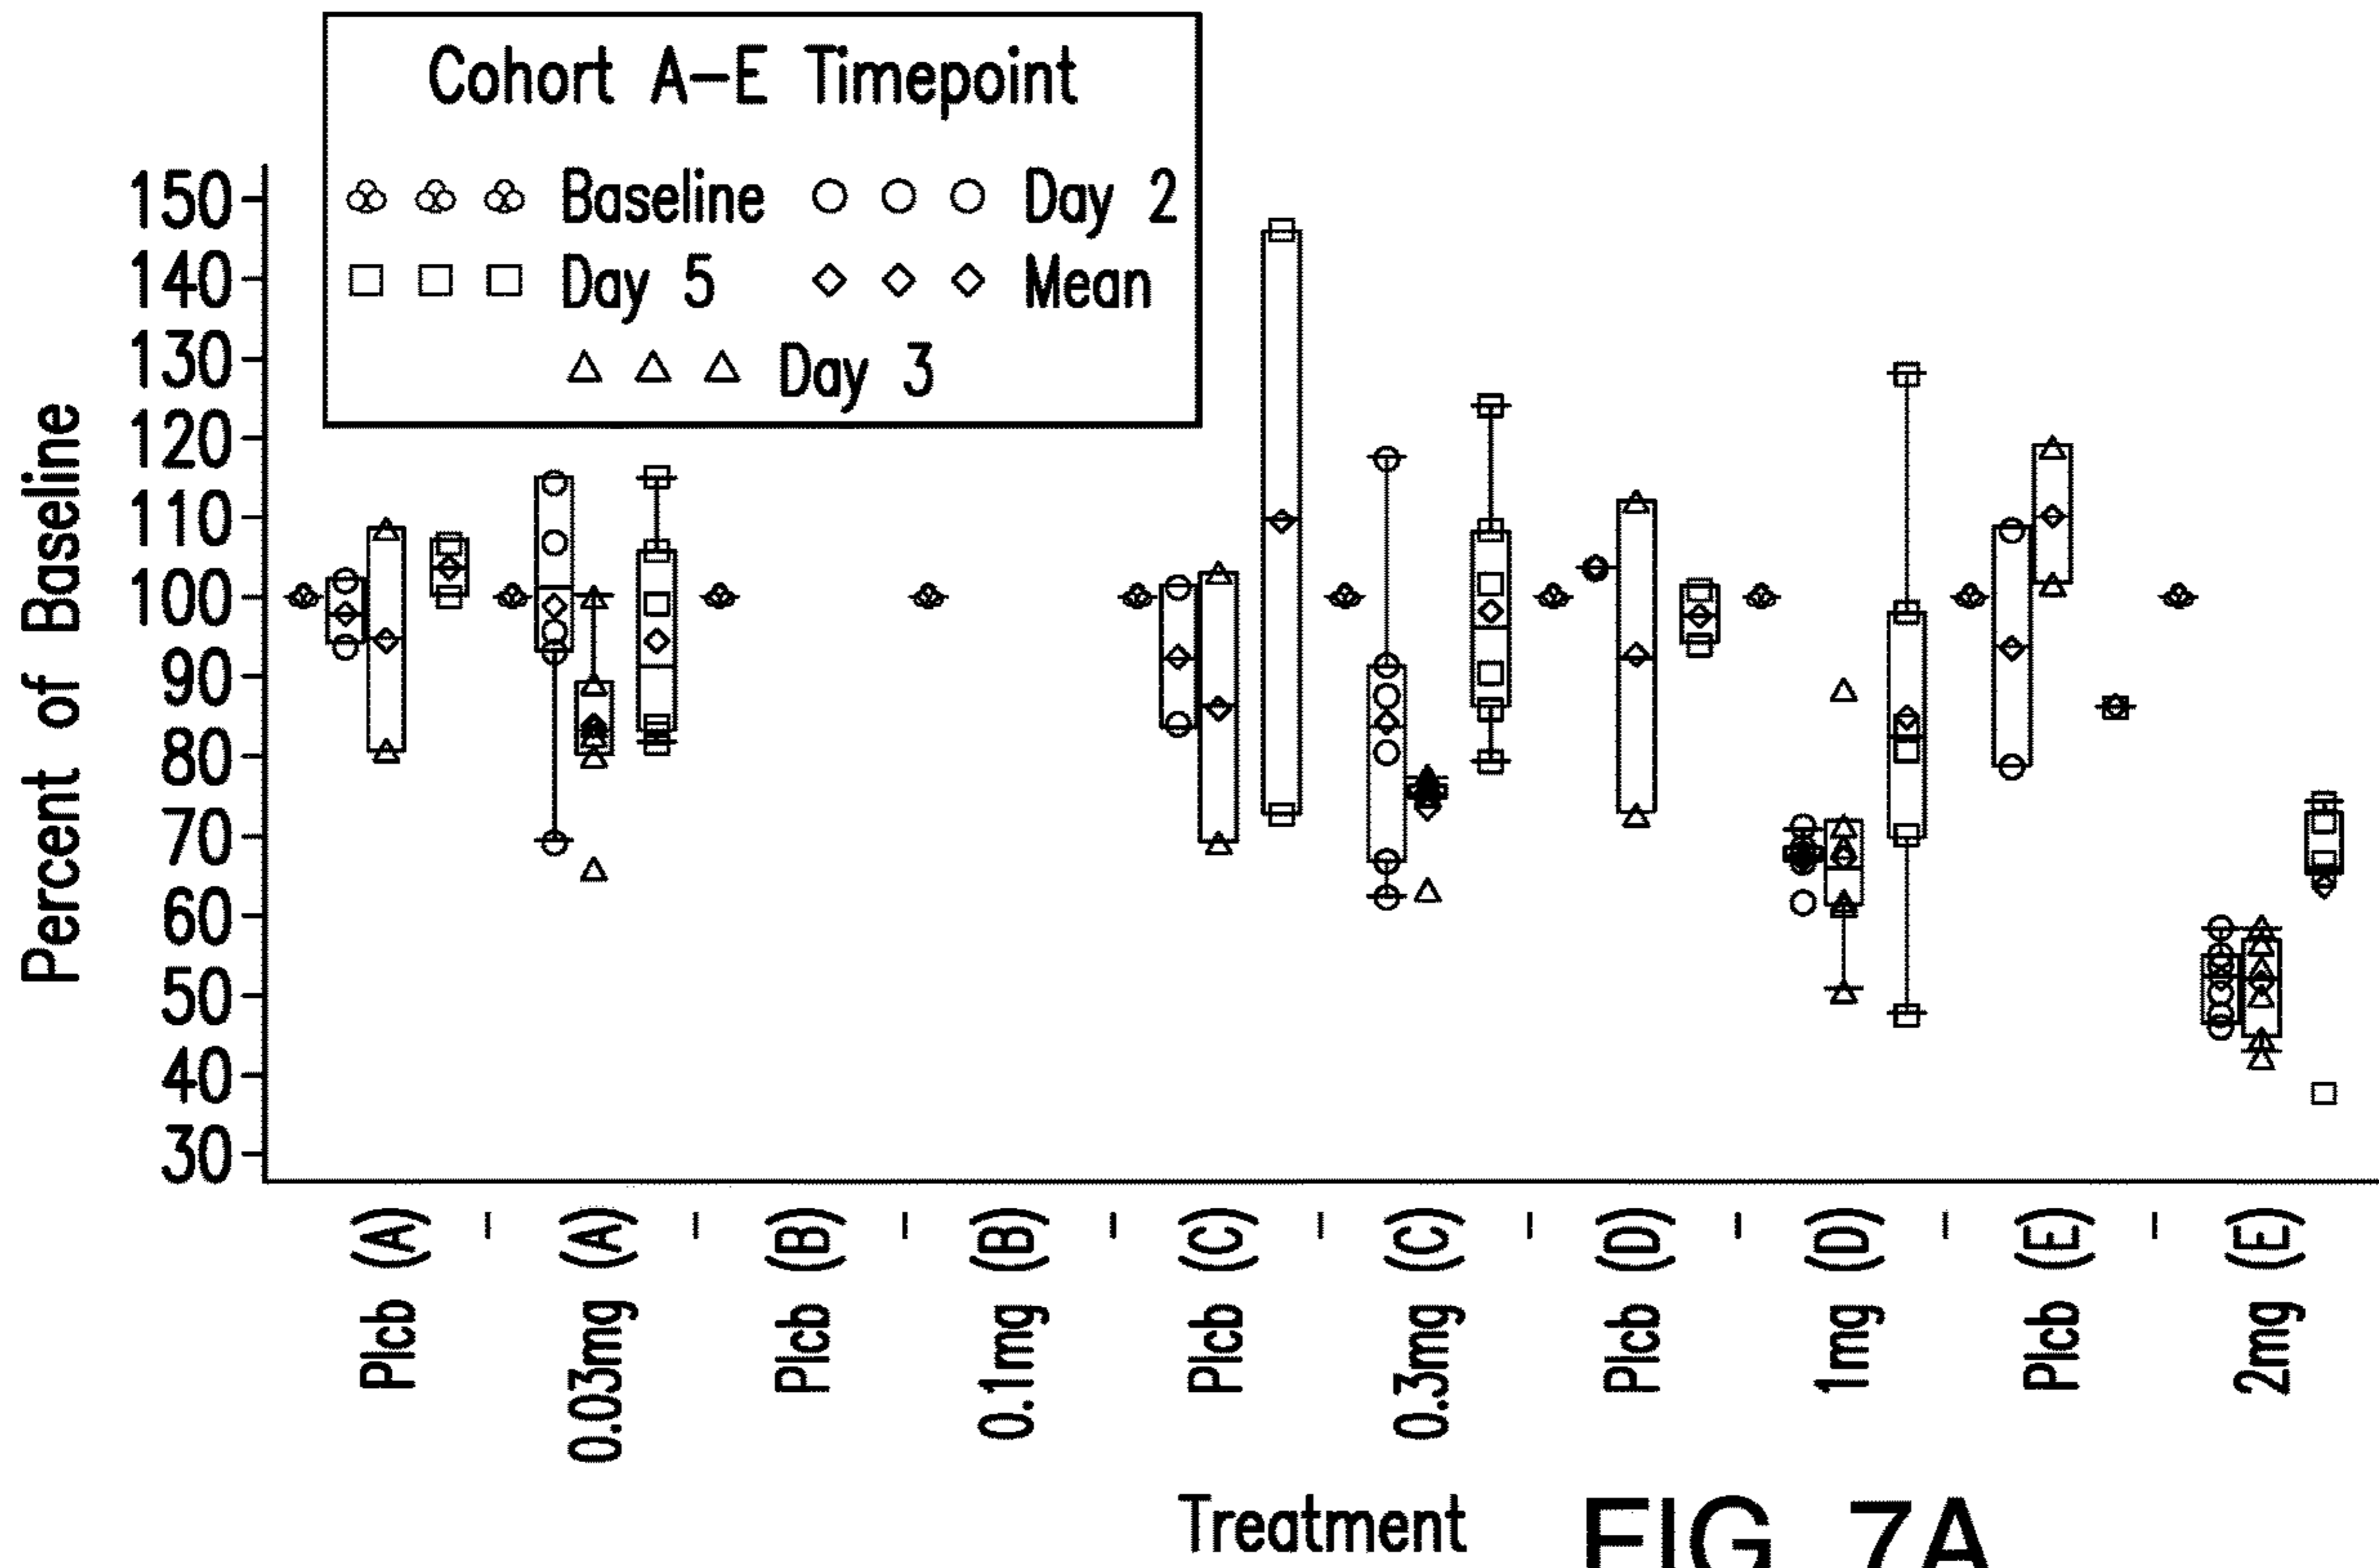 Cohort A-E Timepoint
Baseline Day 2
Day 5 Mean
Day 3
Percent of Baseline
150
140
130
120
110
100
90
80
70
60
50
40
30
Plcb (A)
0.03mg (A)
Plcb (B)
0.1mg (B)
Plcb (C)
0.3mg (C)
Plcb (D)
1mg (D)
Plcb (E)
2mg (E)
Treatment
FIG. 7A